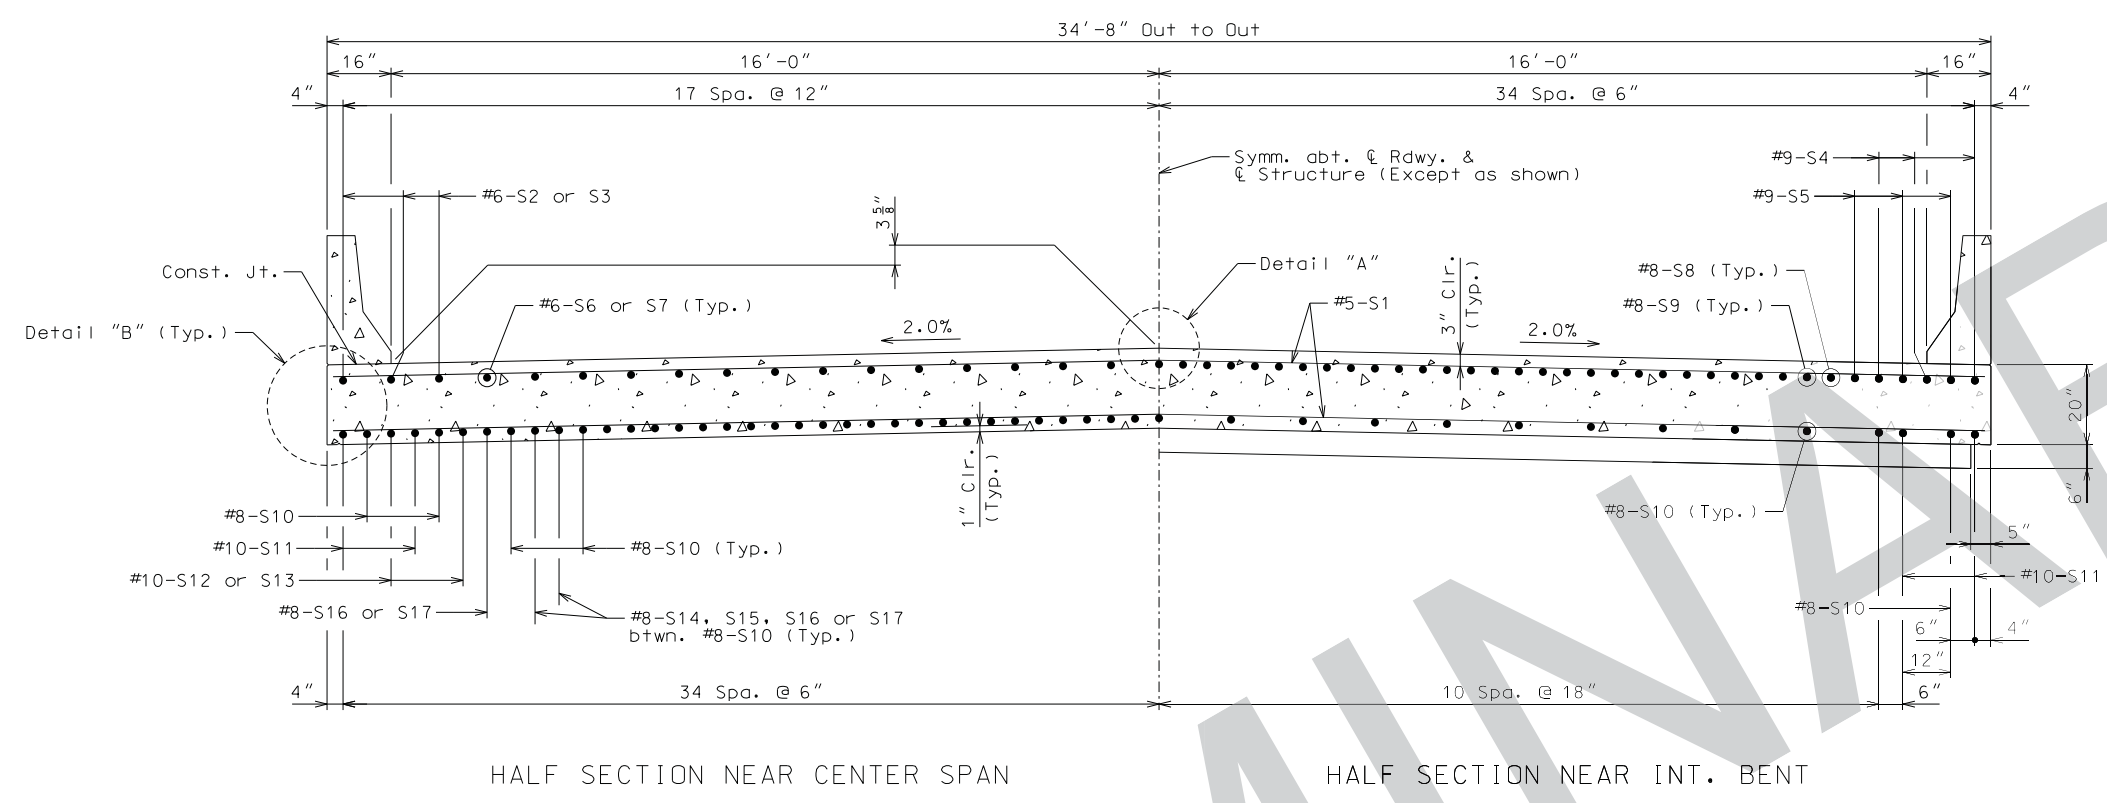 34'-8" Out to Out
16" 16'-0" 16'-0" 16"
4" 17 Spa. @ 12" 34 Spa. @ 6" 4"
Symm. abt. ℄ Rdwy. &
℄ Structure (Except as shown)
#9-S4
#6-S2 or S3
#9-S5
3 5/8"
Const. Jt.
Detail "A"
#8-S8 (Typ.)
3" Clr.
(Typ.)
#6-S6 or S7 (Typ.)
#5-S1
#8-S9 (Typ.)
Detail "B" (Typ.)
2.0%
2.0%
20"
6"
1" Clr.
(Typ.)
#8-S10
#8-S10 (Typ.)
5"
#10-S11
#8-S10 (Typ.)
#10-S12 or S13
#10-S11
#8-S16 or S17
#8-S14, S15, S16 or S17
btwn. #8-S10 (Typ.)
#8-S10
6" 4"
12"
4" 34 Spa. @ 6" 10 Spa. @ 18" 6"
HALF SECTION NEAR CENTER SPAN
HALF SECTION NEAR INT. BENT